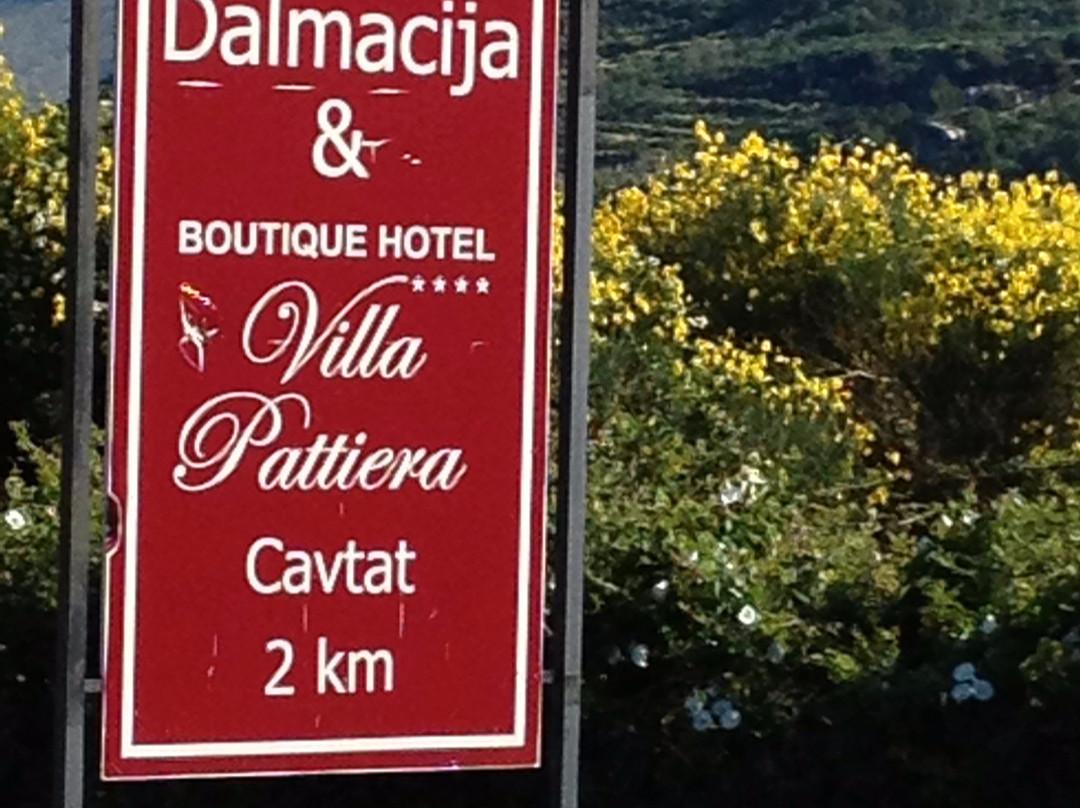 Dalmacija
&
BOUTIQUE HOTEL
****
Villa
Pattiera
Cavtat
2 km